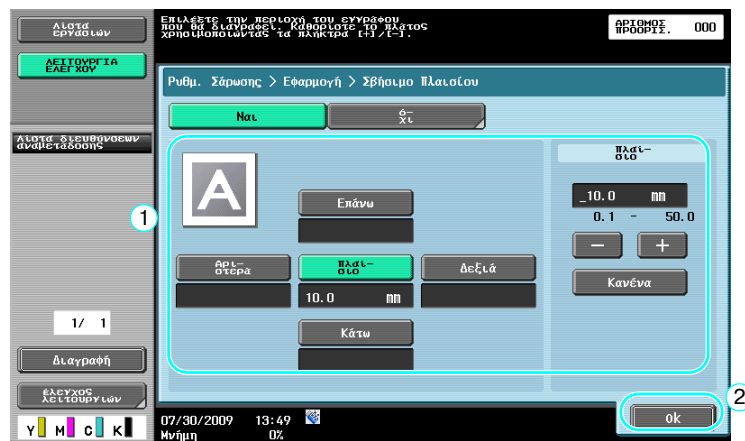 Λίστα
εργασιών
ΛΕΙΤΟΥΡΓΙΑ
ΕΛΕΓΧΟΥ
Λίστα διευθύνσεων
αναμετάδοσης
1/ 1
Διαγραφή
έλεγχος
λειτουργιών
Y M C K
Επιλέξτε την περιοχή του εγγράφου
που θα διαγραφεί. Καθορίστε το πλάτος
χρησιμοποιώντας τα πλήκτρα [+]/[-].
ΑΡΙΘΜΟΣ
ΠΡΟΟΡΙΣ. 000
Ρυθμ. Σάρωσης > Εφαρμογή > Σβήσιμο Πλαισίου
Ναι
ό-
χι
A
Επάνω
Αρι-
στερά
Πλαί-
σιο
Δεξιά
10.0 mm
Κάτω
Πλαί-
σιο
_10.0 mm
0.1 - 50.0
- +
Κανένα
1
2
Ok
07/30/2009 13:49
Μνήμη 0%